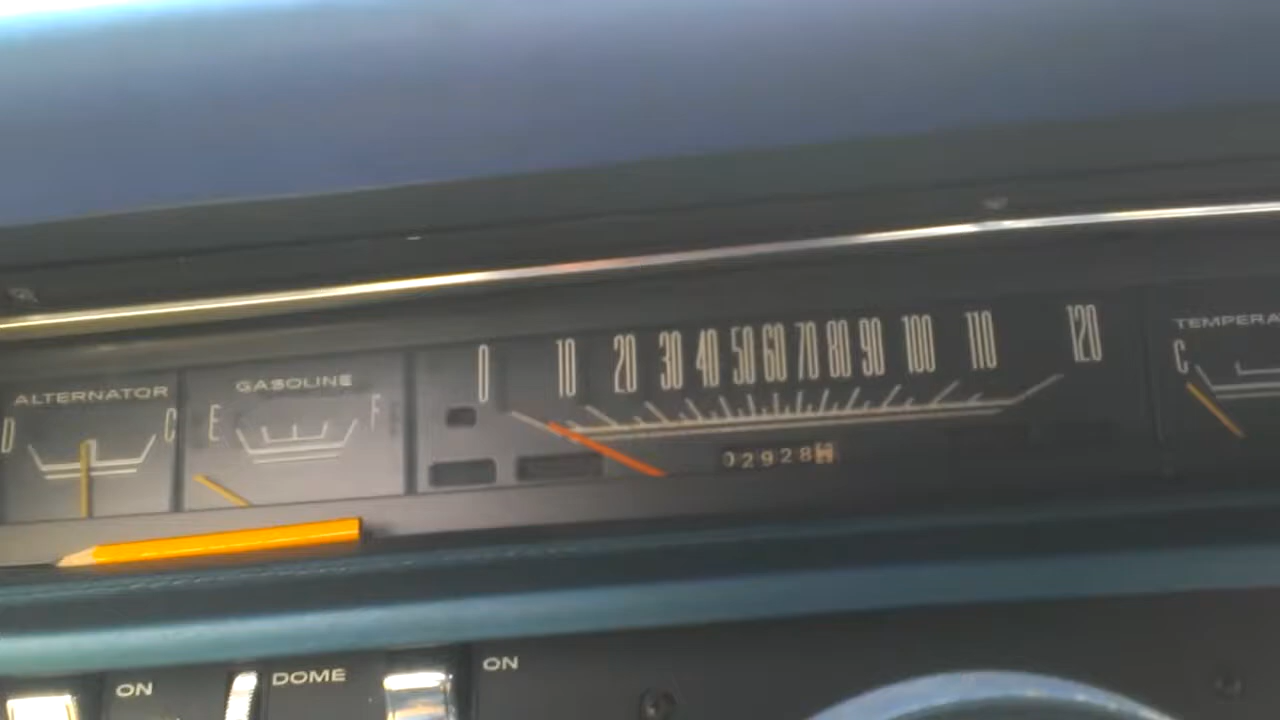 ALTERNATOR
D C
GASOLINE
E F
0 10 20 30 40 50 60 70 80 90 100 110 120
02928
TEMPERA
C
ON
DOME
ON